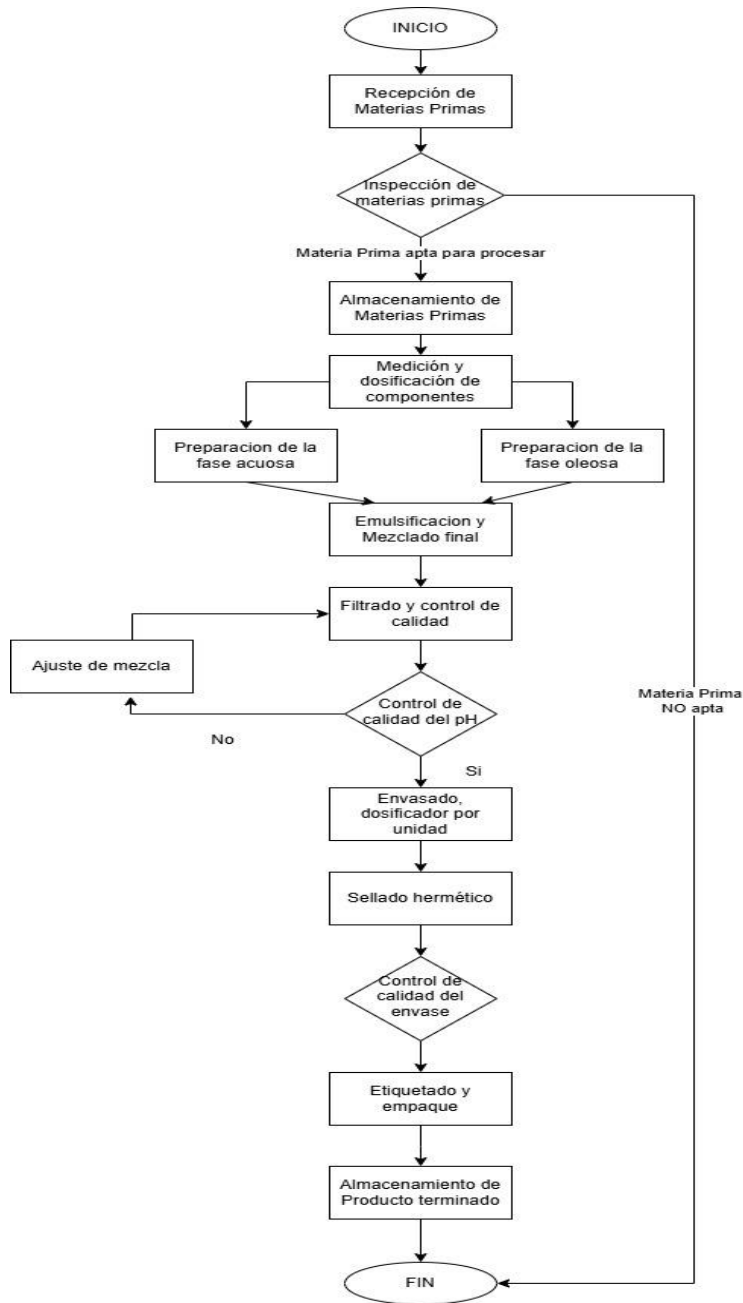 INICIO
Recepción de
Materias Primas
Inspección de
materias primas
Materia Prima apta para procesar
Almacenamiento de
Materias Primas
Medición y
dosificación de
componentes
Preparacion de la
fase acuosa
Preparacion de la
fase oleosa
Emulsificacion y
Mezclado final
Filtrado y control de
calidad
Ajuste de mezcla
Control de
calidad del pH
Materia Prima
NO apta
No
Si
Envasado,
dosificador por
unidad
Sellado hermético
Control de
calidad del
envase
Etiquetado y
empaque
Almacenamiento de
Producto terminado
FIN